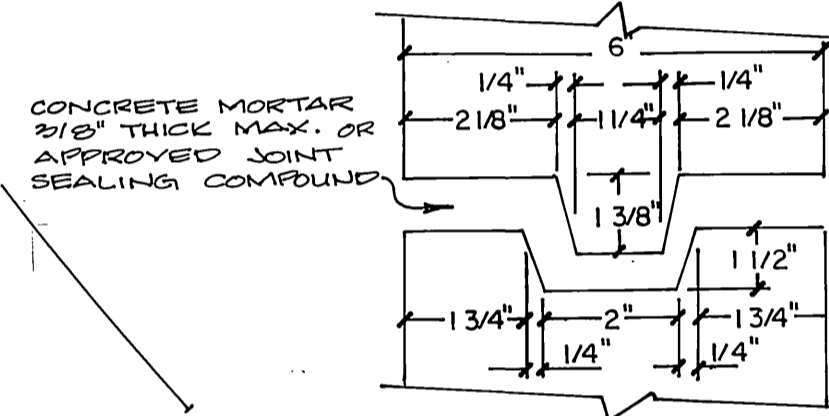 6"
1/4" 1/4"
2 1/8" 1 1/4" 2 1/8"
CONCRETE MORTAR
3/8" THICK MAX. OR
APPROVED JOINT
SEALING COMPOUND
1 3/8"
1 1/2"
1 3/4" 2" 1 3/4"
1/4" 1/4"